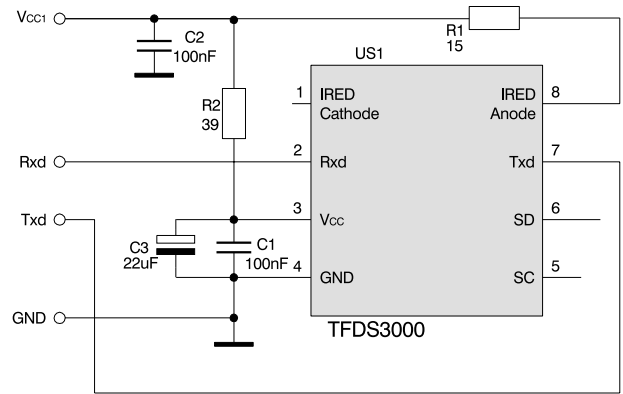 Vcc1
C2
100nF
R1
15
US1
R2
39
1
IRED
Cathode
IRED
Anode
8
Rxd
2
Rxd
Txd
7
Txd
3
Vcc
SD
6
C3
22uF
C1
100nF
4
GND
SC
5
GND
TFDS3000